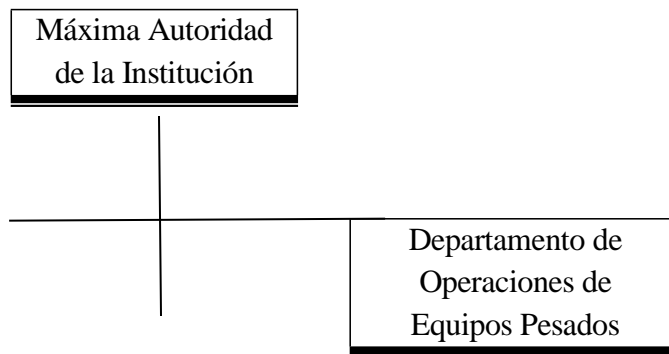 Máxima Autoridad
de la Institución
Departamento de
Operaciones de
Equipos Pesados